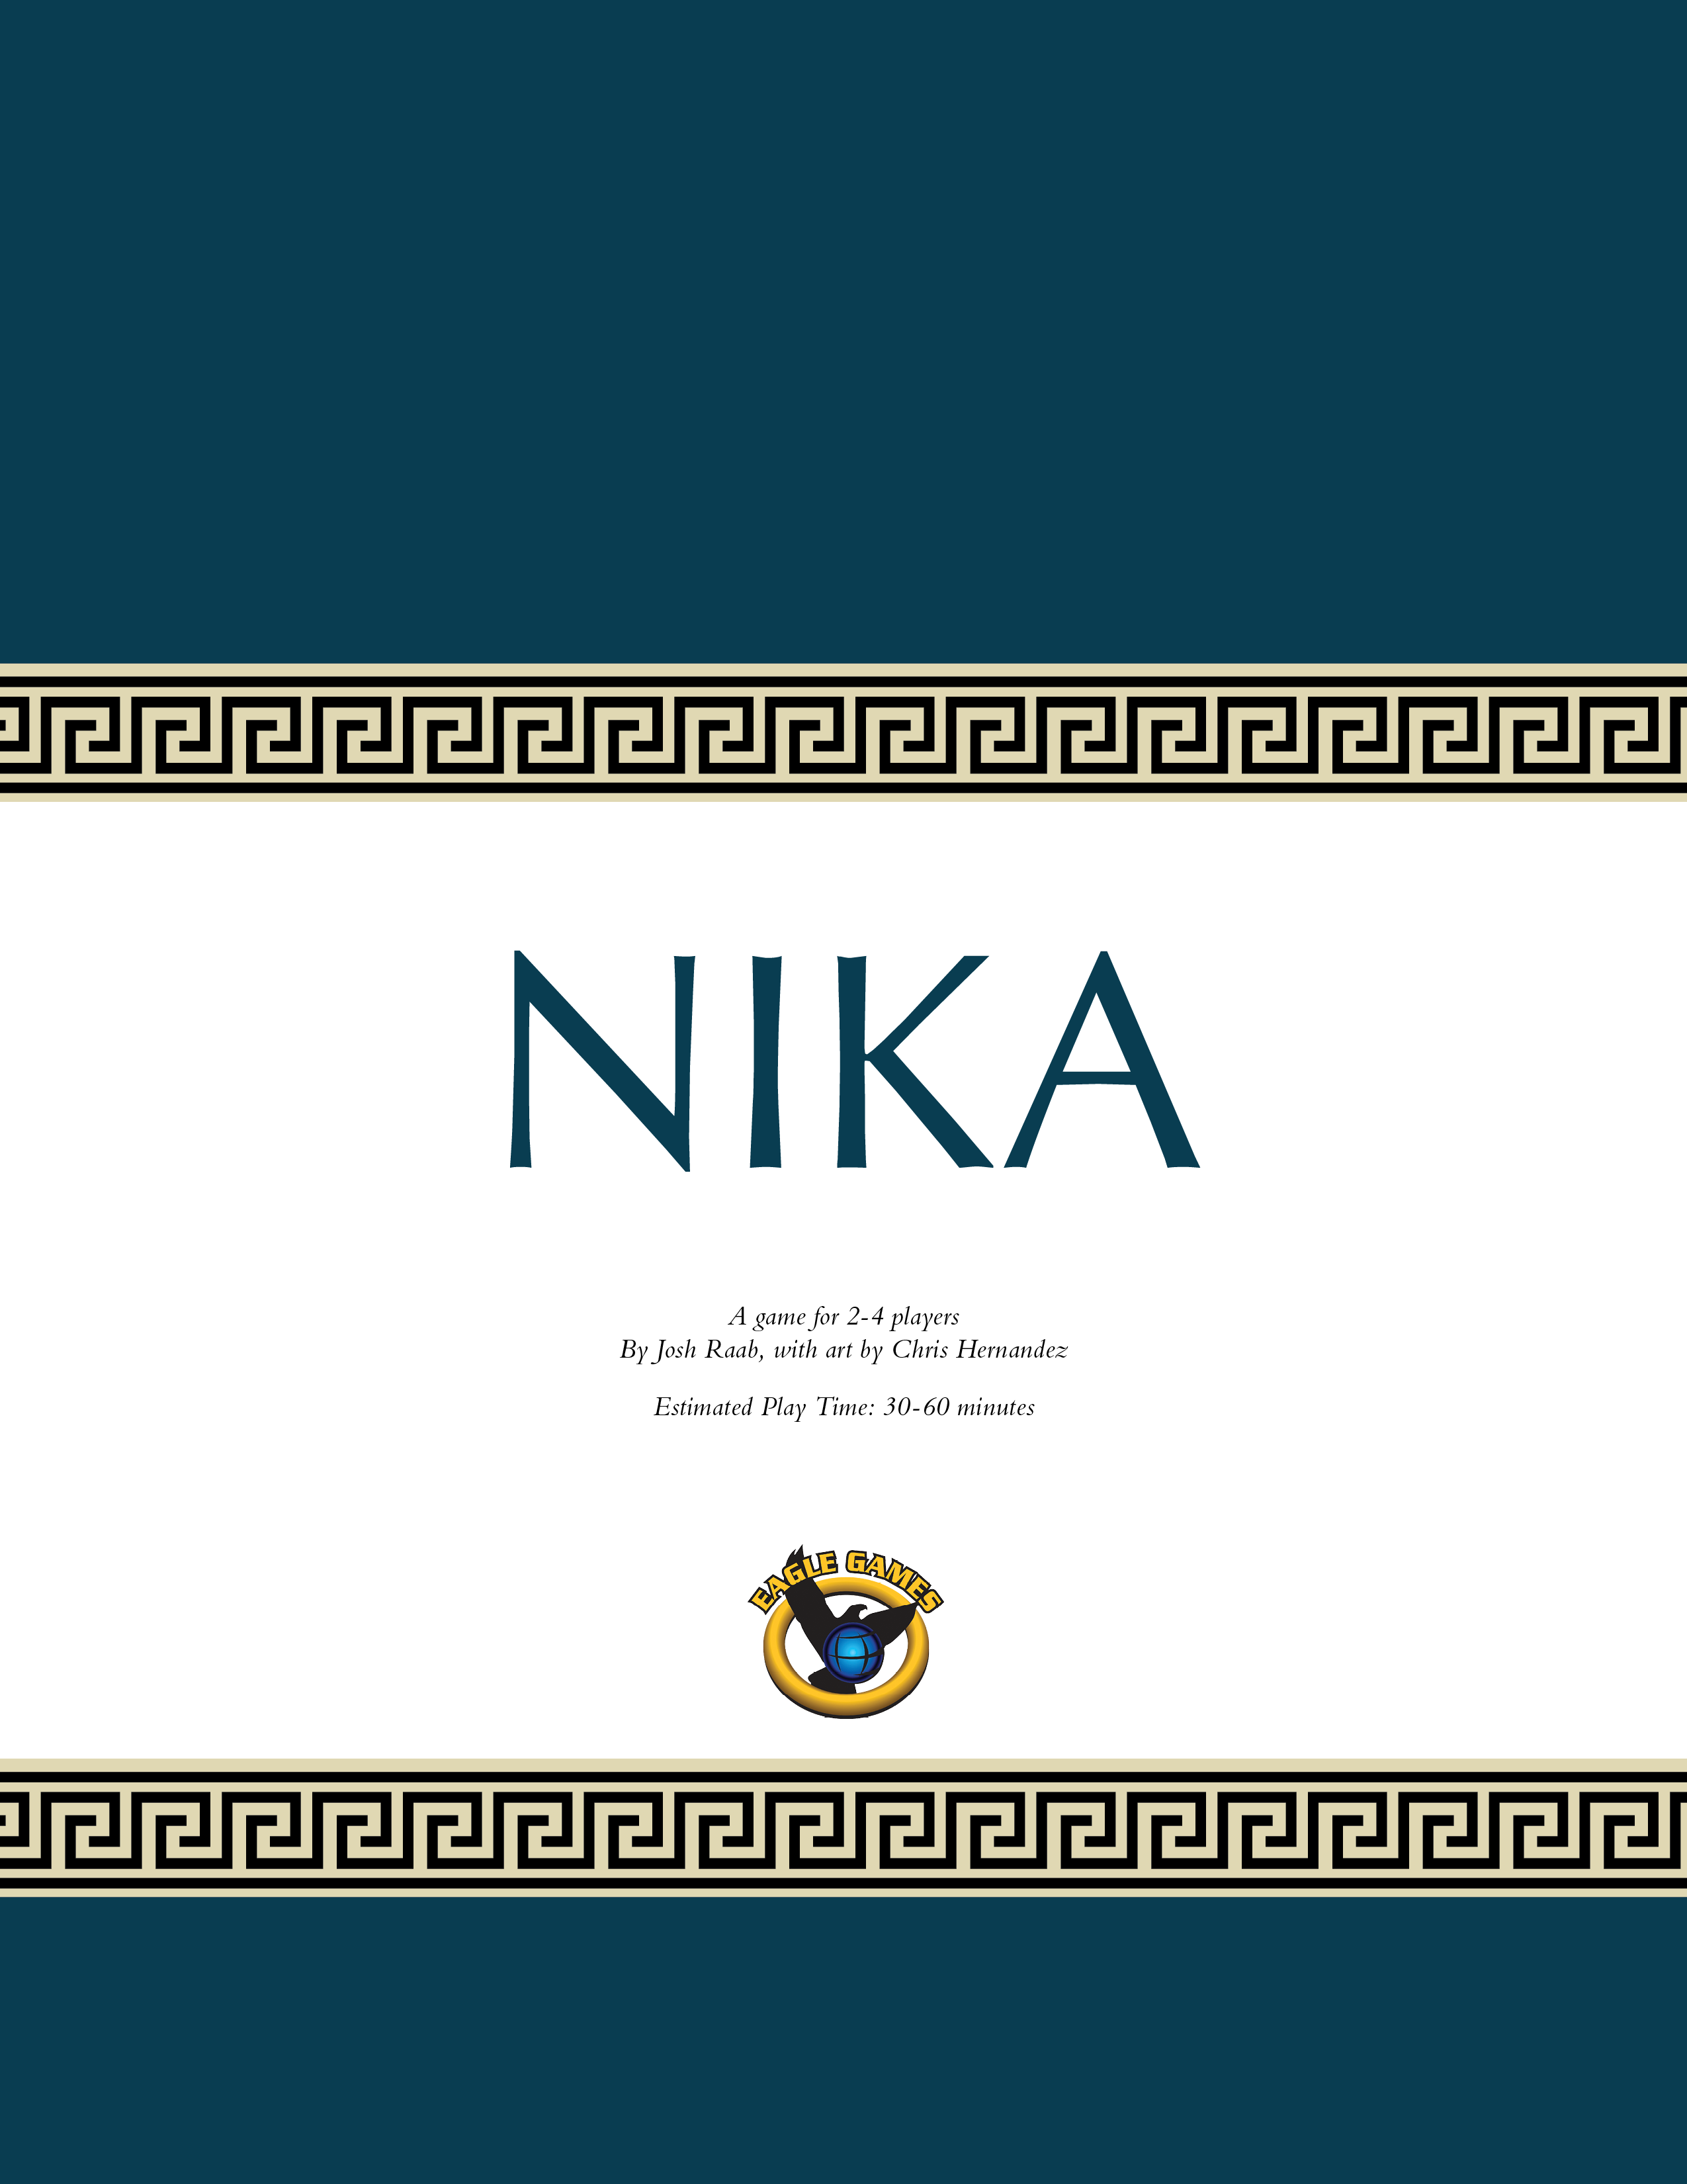 NIKA
A game for 2-4 players
By Josh Raab, with art by Chris Hernandez
Estimated Play Time: 30-60 minutes
EAGLE GAMES